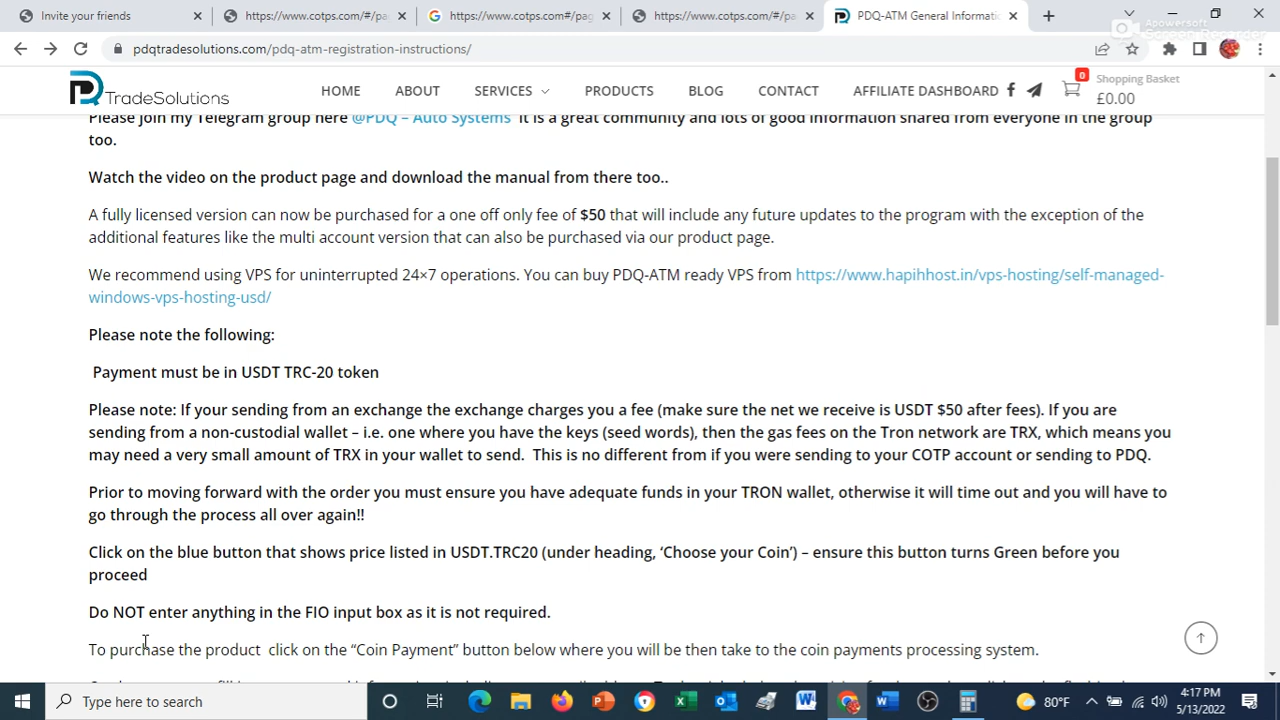 Invite your friend
https://www.cotps.com/#/pa
https://www.cotps.com#/pag
https://www.cotps.com/#/pa
PDQ-ATM General Informati
Apowersoft
Screen Recorder
pdqtradesolutions.com/pdq-atm-registration-instructions/
TradeSolutions
HOME
ABOUT
SERVICES
PRODUCTS
BLOG
CONTACT
AFFILIATE DASHBOARD
0
Shopping Basket
£0.00
Please join my Telegram group here @PDQ – Auto Systems it is a great community and lots of good information shared from everyone in the group
too.
Watch the video on the product page and download the manual from there too..
A fully licensed version can now be purchased for a one off only fee of $50 that will include any future updates to the program with the exception of the
additional features like the multi account version that can also be purchased via our product page.
We recommend using VPS for uninterrupted 24×7 operations. You can buy PDQ-ATM ready VPS from https://www.hapihhost.in/vps-hosting/self-managed-
windows-vps-hosting-usd/
Please note the following:
Payment must be in USDT TRC-20 token
Please note: If your sending from an exchange the exchange charges you a fee (make sure the net we receive is USDT $50 after fees). If you are
sending from a non-custodial wallet – i.e. one where you have the keys (seed words), then the gas fees on the Tron network are TRX, which means you
may need a very small amount of TRX in your wallet to send. This is no different from if you were sending to your COTP account or sending to PDQ.
Prior to moving forward with the order you must ensure you have adequate funds in your TRON wallet, otherwise it will time out and you will have to
go through the process all over again!!
Click on the blue button that shows price listed in USDT.TRC20 (under heading, ‘Choose your Coin’) – ensure this button turns Green before you
proceed
Do NOT enter anything in the FIO input box as it is not required.
To purchase the product click on the “Coin Payment” button below where you will be then take to the coin payments processing system.
Type here to search
80°F
4:17 PM
5/13/2022